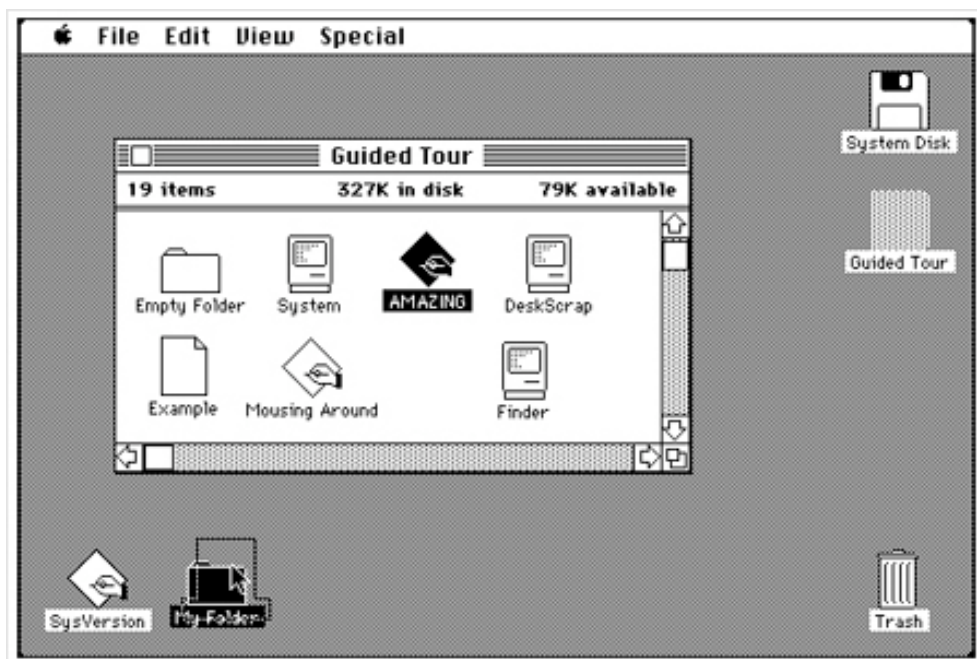 File Edit View Special
System Disk
Guided Tour
19 items 327K in disk 79K available
Guided Tour
Empty Folder System AMAZING DeskScrap
Example Mousing Around Finder
SysVersion My Folder Trash